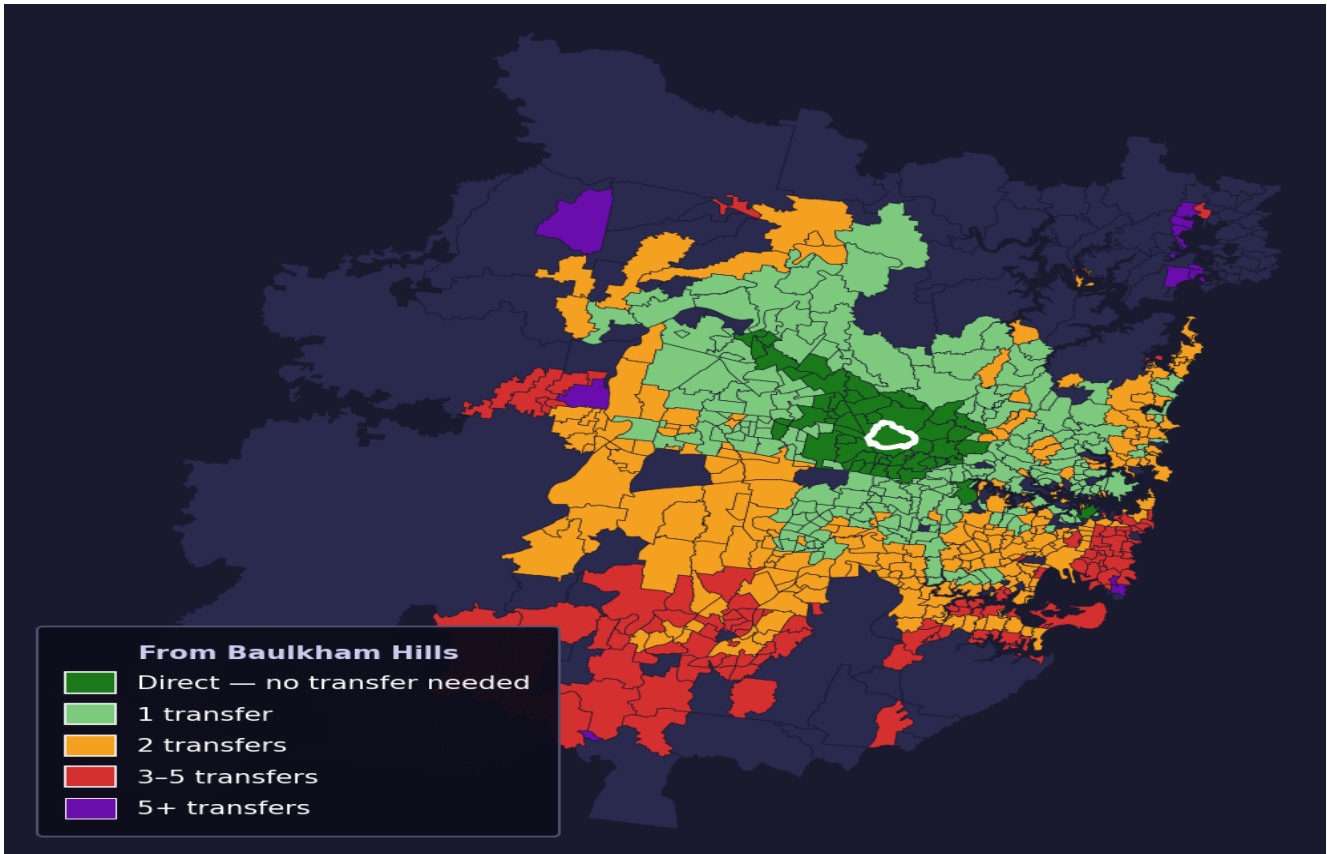 From Baulkham Hills
Direct — no transfer needed
1 transfer
2 transfers
3–5 transfers
5+ transfers